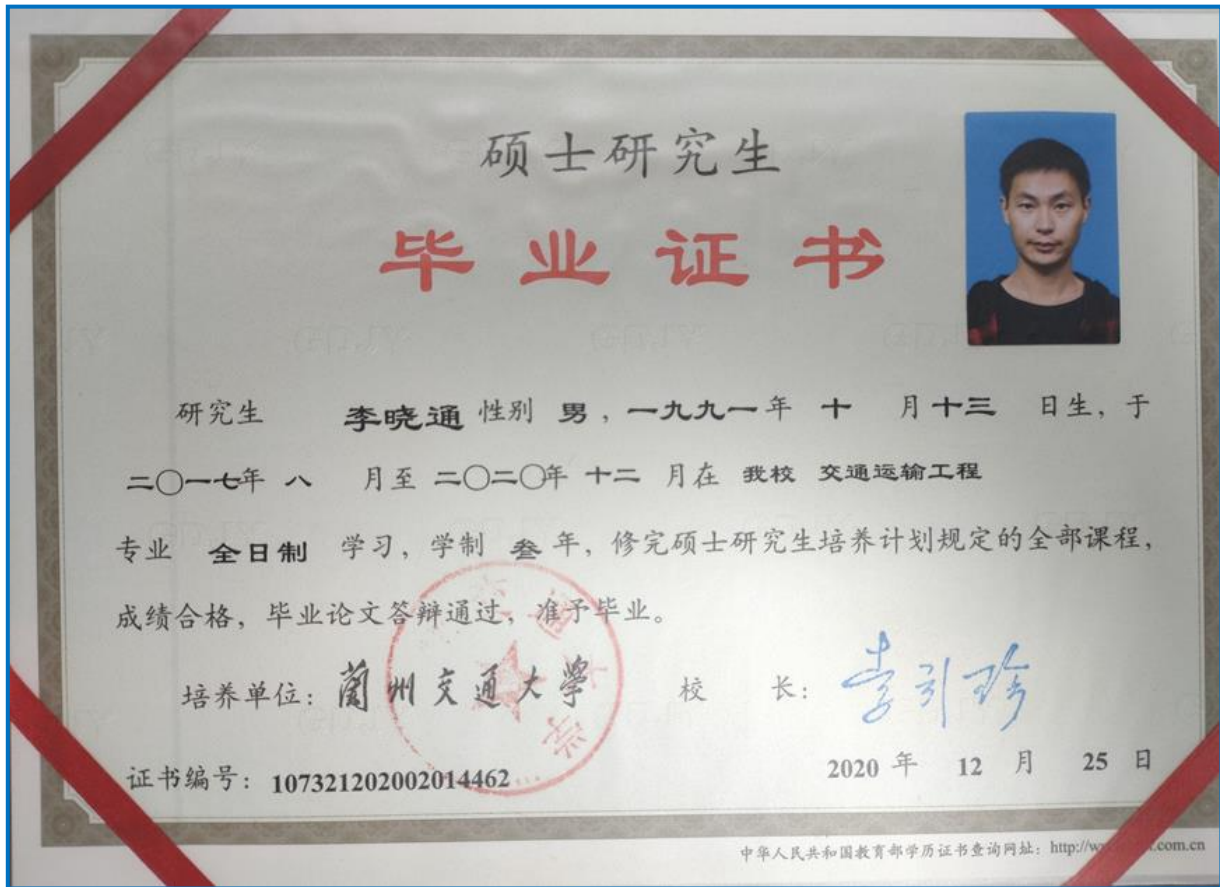 硕士研究生
毕业证书
研究生 李晓通 性别 男，一九九一年 十 月十三 日生，于
二〇一七年 八 月至 二〇二〇年 十二 月在 我校 交通运输工程
专业 全日制 学习，学制 叁 年，修完硕士研究生培养计划规定的全部课程，
成绩合格，毕业论文答辩通过，准予毕业。
培养单位：蘭州交通大學 校 长：李引珍
证书编号：107321202002014462 2020 年 12 月 25 日
中华人民共和国教育部学历证书查询网址：http://w .com.cn